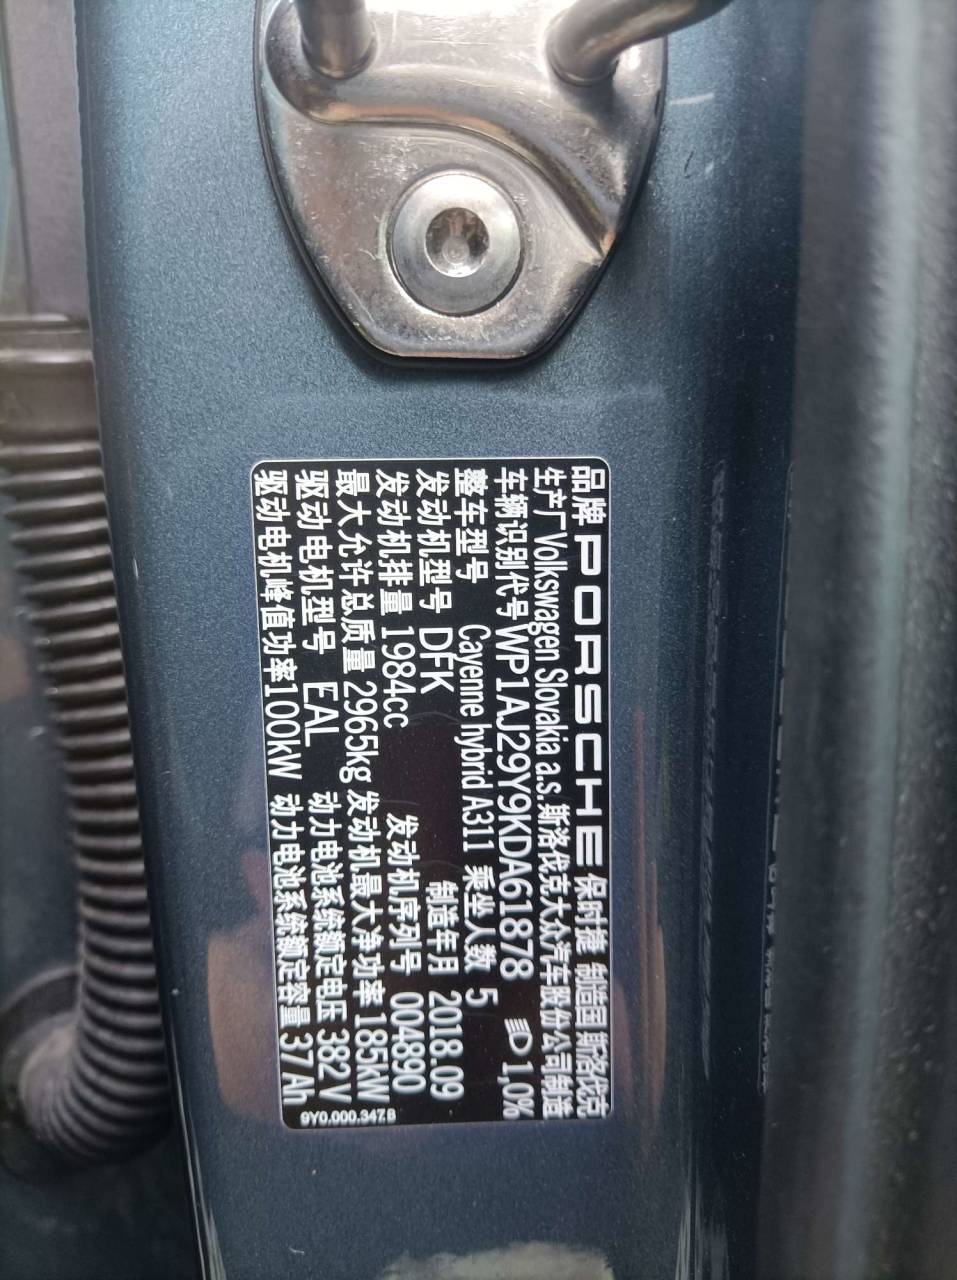 品牌 PORSCHE 保时捷 制造国 斯洛伐克
生产厂 Volkswagen Slovakia a.s. 斯洛伐克大众汽车股份公司制造
车辆识别代号 WP1AJ29Y9KDA61878 1,0%
整车型号 Cayenne hybrid A311 乘坐人数 5
发动机型号 DFK 制造年月 2018.09
发动机排量 1984cc 发动机序列号 004890
最大允许总质量 2965kg 发动机最大净功率 185kW
驱动电机型号 EAL 动力电池系统额定电压 382V
驱动电机峰值功率 100kW 动力电池系统额定容量 37Ah
9Y0.000.347.B